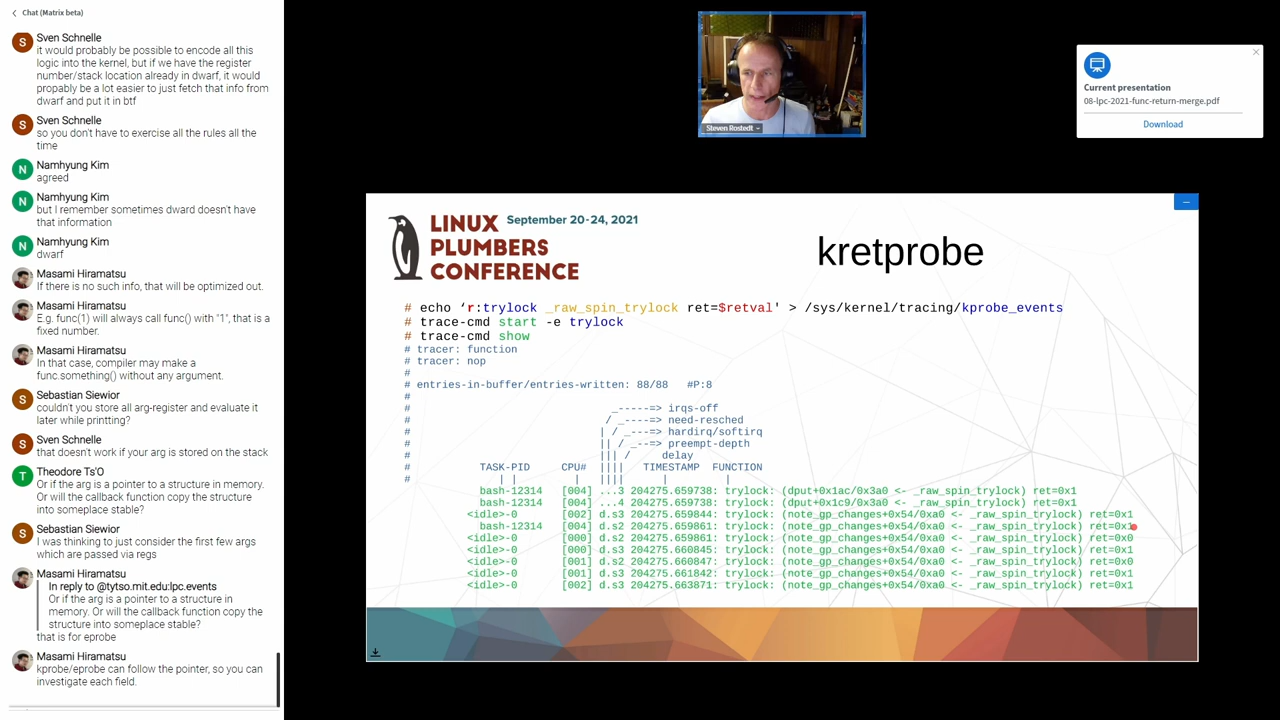 Chat (Matrix beta)
S
Sven Schnelle
it would probably be possible to encode all this
logic into the kernel, but if we have the register
number/stack location already in dwarf, it would
propably be a lot easier to just fetch that info from
dwarf and put it in btf
S
Sven Schnelle
so you don't have to exercise all the rules all the
time
N
Namhyung Kim
agreed
N
Namhyung Kim
but I remember sometimes dward doesn't have
that information
N
Namhyung Kim
dwarf
Masami Hiramatsu
If there is no such info, that will be optimized out.
Masami Hiramatsu
E.g. func(1) will always call func() with "1", that is a
fixed number.
Masami Hiramatsu
In that case, compiler may make a
func.something() without any argument.
S
Sebastian Siewior
couldn't you store all arg-register and evaluate it
later while printting?
S
Sven Schnelle
that doesn't work if your arg is stored on the stack
T
Theodore Ts'O
Or if the arg is a pointer to a structure in memory.
Or will the callback function copy the structure
into someplace stable?
S
Sebastian Siewior
I was thinking to just consider the first few args
which are passed via regs
Masami Hiramatsu
In reply to @tytso.mit.edu:lpc.events
Or if the arg is a pointer to a structure in
memory. Or will the callback function copy the
structure into someplace stable?
that is for eprobe
Masami Hiramatsu
kprobe/eprobe can follow the pointer, so you can
investigate each field.
Steven Rostedt
Current presentation
08-lpc-2021-func-return-merge.pdf
Download
LINUX September 20-24, 2021
PLUMBERS
CONFERENCE
kretprobe
# echo ‘r:trylock _raw_spin_trylock ret=$retval' > /sys/kernel/tracing/kprobe_events
# trace-cmd start -e trylock
# trace-cmd show
# tracer: function
# tracer: nop
#
# entries-in-buffer/entries-written: 88/88   #P:8
#
#                                _-----=> irqs-off
#                               / _----=> need-resched
#                              | / _---=> hardirq/softirq
#                              || / _--=> preempt-depth
#                              ||| /     delay
#           TASK-PID     CPU#  ||||   TIMESTAMP  FUNCTION
#              | |         |   ||||      |         |
bash-12314   [004] ...3 204275.659738: trylock: (dput+0x1ac/0x3a0 <- _raw_spin_trylock) ret=0x1
bash-12314   [004] ...4 204275.659738: trylock: (dput+0x1c9/0x3a0 <- _raw_spin_trylock) ret=0x1
<idle>-0       [002] d.s3 204275.659844: trylock: (note_gp_changes+0x54/0xa0 <- _raw_spin_trylock) ret=0x1
bash-12314   [004] d.s2 204275.659861: trylock: (note_gp_changes+0x54/0xa0 <- _raw_spin_trylock) ret=0x1
<idle>-0       [000] d.s2 204275.659861: trylock: (note_gp_changes+0x54/0xa0 <- _raw_spin_trylock) ret=0x0
<idle>-0       [000] d.s3 204275.660845: trylock: (note_gp_changes+0x54/0xa0 <- _raw_spin_trylock) ret=0x1
<idle>-0       [001] d.s2 204275.660847: trylock: (note_gp_changes+0x54/0xa0 <- _raw_spin_trylock) ret=0x0
<idle>-0       [001] d.s3 204275.661842: trylock: (note_gp_changes+0x54/0xa0 <- _raw_spin_trylock) ret=0x1
<idle>-0       [002] d.s3 204275.663871: trylock: (note_gp_changes+0x54/0xa0 <- _raw_spin_trylock) ret=0x1